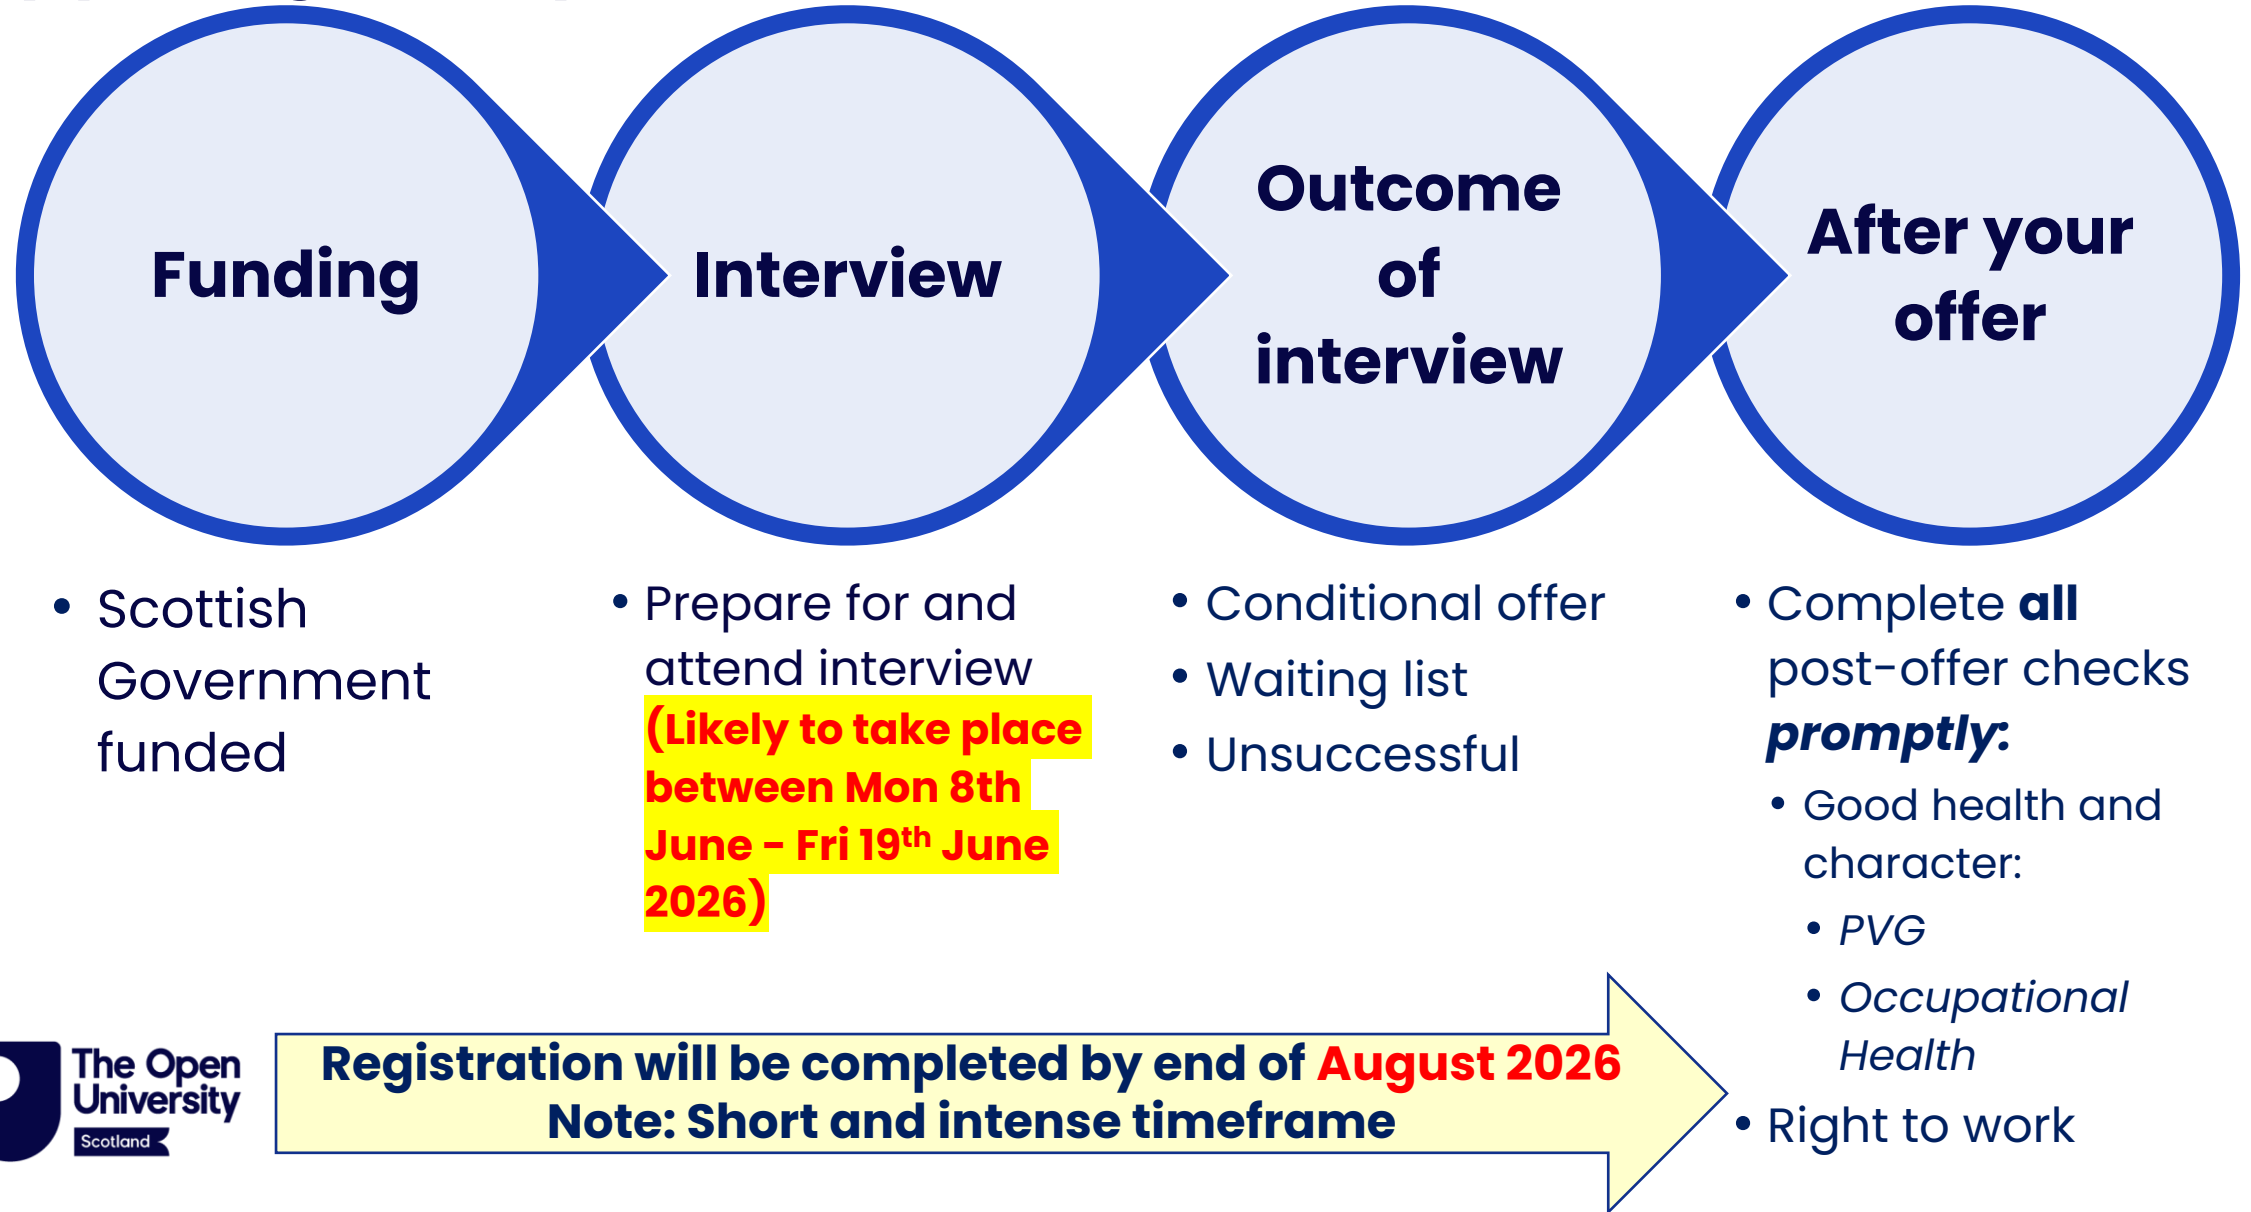 Funding
Interview
Outcome
of
interview
After your
offer
• Scottish
Government
funded
• Prepare for and
attend interview
(Likely to take place
between Mon 8th
June - Fri 19th June
2026)
• Conditional offer
• Waiting list
• Unsuccessful
• Complete all
post-offer checks
promptly:
• Good health and
character:
• PVG
• Occupational
Health
• Right to work
Registration will be completed by end of August 2026
Note: Short and intense timeframe
The Open
University
Scotland